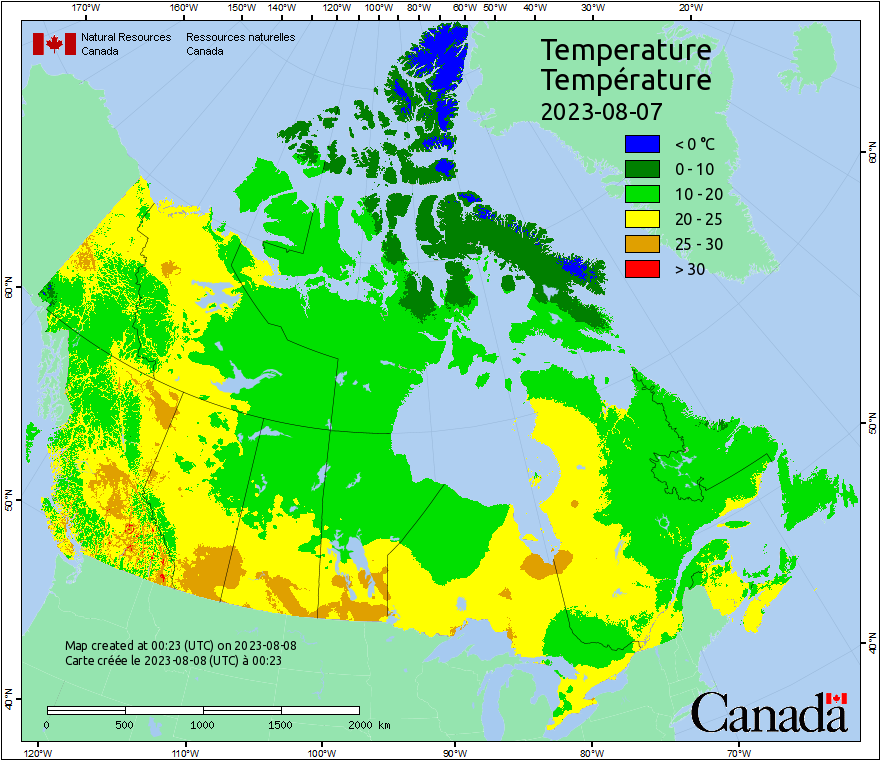 170°W 160°W 150°W 140°W 130°W 120°W 110°W 100°W 80°W 60°W 50°W 40°W 30°W 20°W
Natural Resources Ressources naturelles
Canada Canada
Temperature
Température
2023-08-07
< 0 °C
0 - 10
10 - 20
20 - 25
25 - 30
> 30
60°N
60°N
50°N
50°N
40°N
40°N
Map created at 00:23 (UTC) on 2023-08-08
Carte créée le 2023-08-08 (UTC) à 00:23
0 500 1000 1500 2000 km
Canada
120°W 110°W 100°W 90°W 80°W 70°W